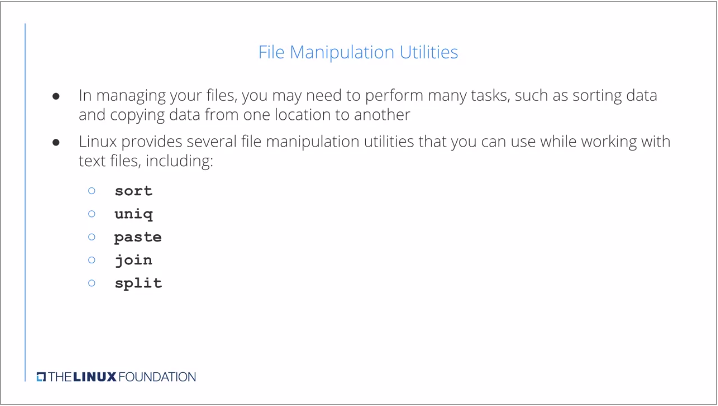 File Manipulation Utilities
● In managing your files, you may need to perform many tasks, such as sorting data
and copying data from one location to another
● Linux provides several file manipulation utilities that you can use while working with
text files, including:
○ sort
○ uniq
○ paste
○ join
○ split
THE LINUX FOUNDATION